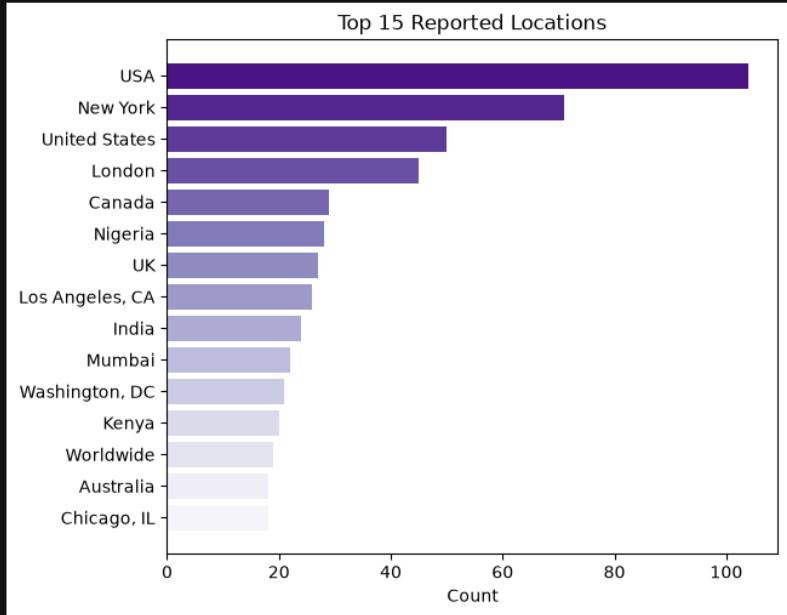 Top 15 Reported Locations
USA
New York
United States
London
Canada
Nigeria
UK
Los Angeles, CA
India
Mumbai
Washington, DC
Kenya
Worldwide
Australia
Chicago, IL
0 20 40 60 80 100
Count